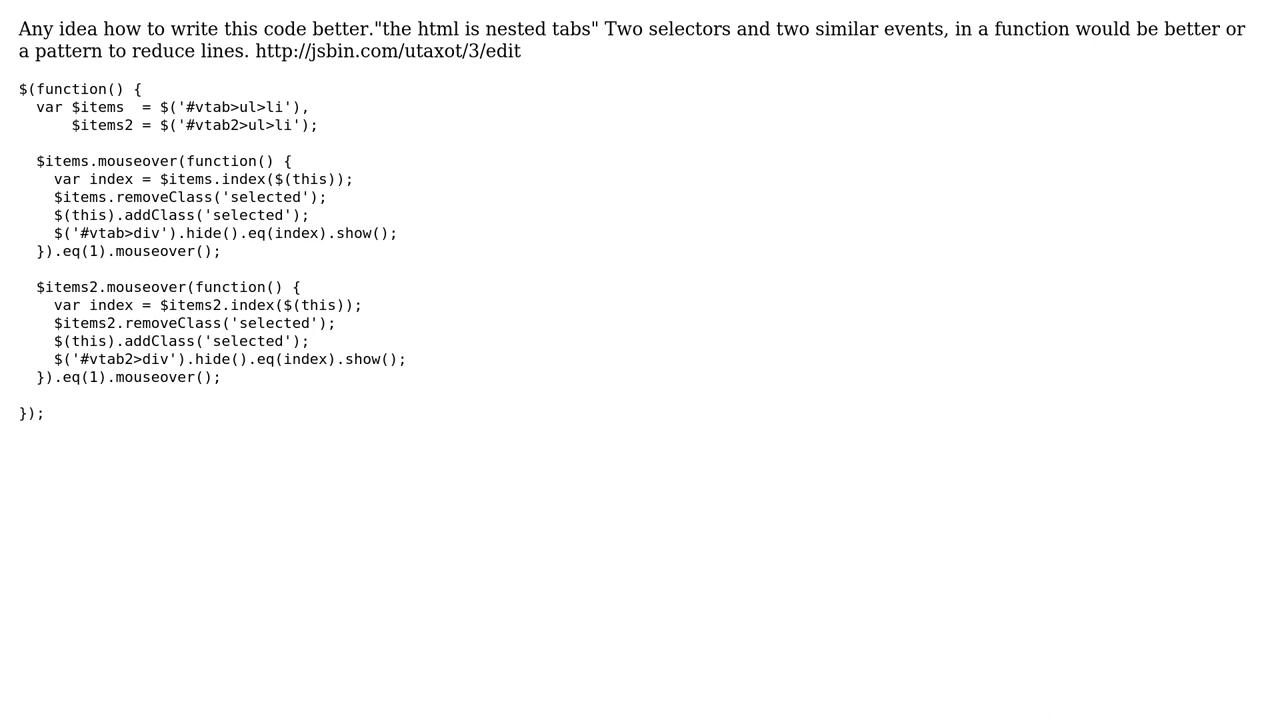 Any idea how to write this code better."the html is nested tabs" Two selectors and two similar events, in a function would be better or
a pattern to reduce lines. http://jsbin.com/utaxot/3/edit
$(function() {
  var $items  = $('#vtab>ul>li'),
      $items2 = $('#vtab2>ul>li');

  $items.mouseover(function() {
    var index = $items.index($(this));
    $items.removeClass('selected');
    $(this).addClass('selected');
    $('#vtab>div').hide().eq(index).show();
  }).eq(1).mouseover();

  $items2.mouseover(function() {
    var index = $items2.index($(this));
    $items2.removeClass('selected');
    $(this).addClass('selected');
    $('#vtab2>div').hide().eq(index).show();
  }).eq(1).mouseover();

});